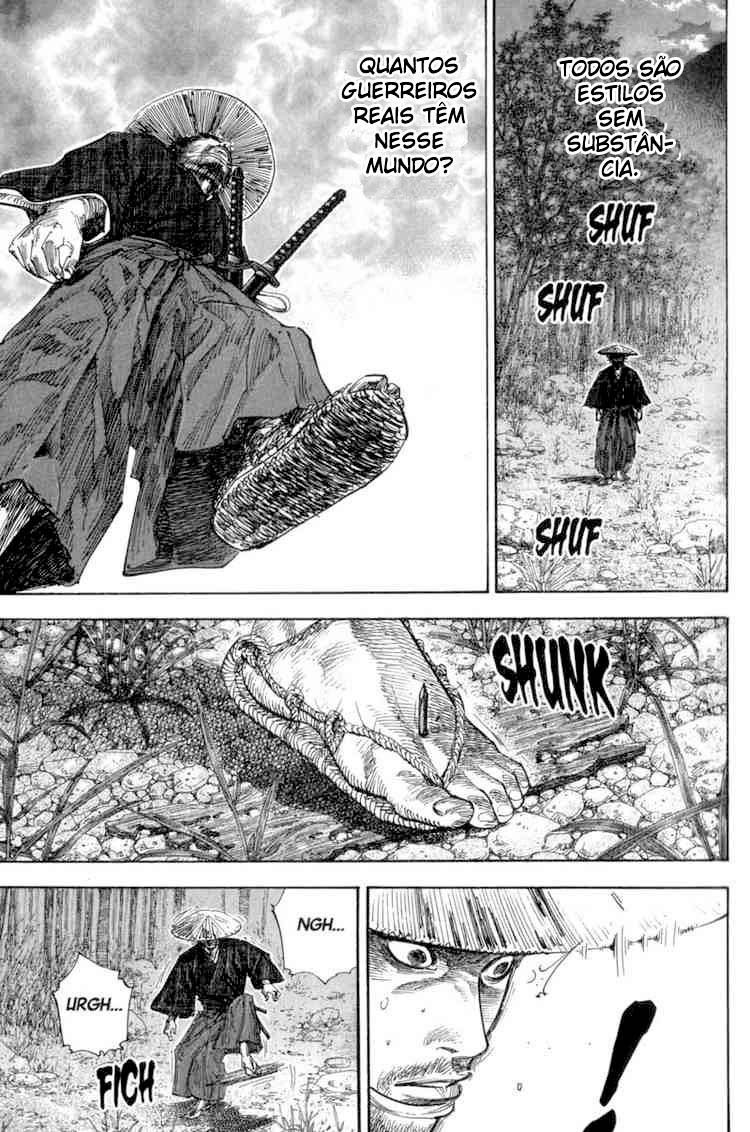 TODOS SÃO
ESTILOS
SEM
SUBSTÂN-
CIA.
SHUF
SHUF
SHUF
QUANTOS
GUERREIROS
REAIS TÊM
NESSE
MUNDO?
SHUNK
!
NGH...
URGH...
FICH